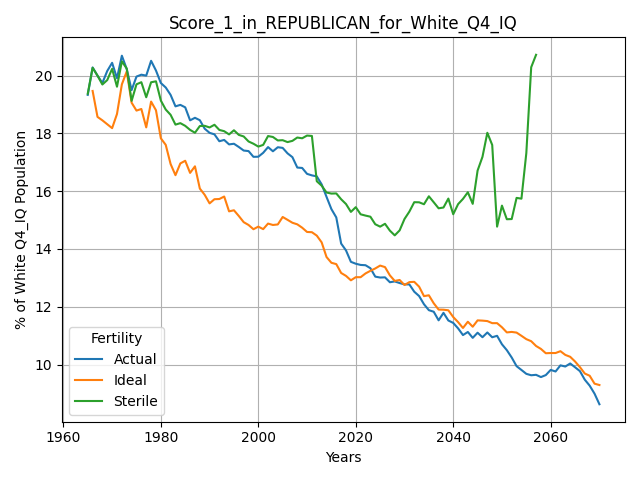 Score_1_in_REPUBLICAN_for_White_Q4_IQ
% of White Q4_IQ Population
20
18
16
14
12
10
Fertility
Actual
Ideal
Sterile
1960 1980 2000 2020 2040 2060
Years